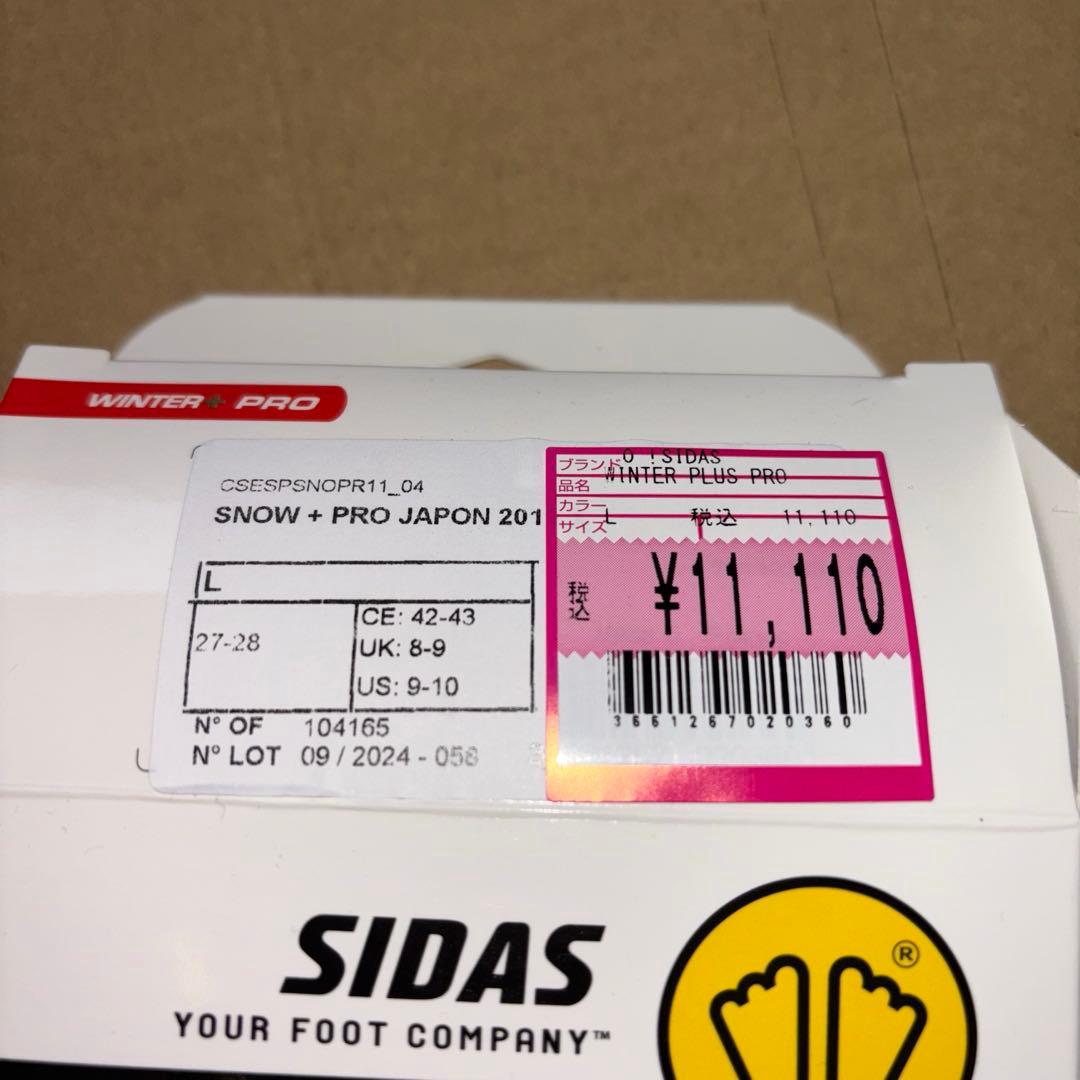 WINTER+ PRO
CSESPSNOPR11_04
SNOW + PRO JAPON 201
L
27-28
CE: 42-43
UK: 8-9
US: 9-10
N° OF 104165
N° LOT 09 / 2024 - 058
ブランド 0 !SIDAS
品名 WINTER PLUS PRO
カラー
サイズ L 税込 11,110
税込 ¥11,110
3661267020360
SIDAS
YOUR FOOT COMPANY™
®